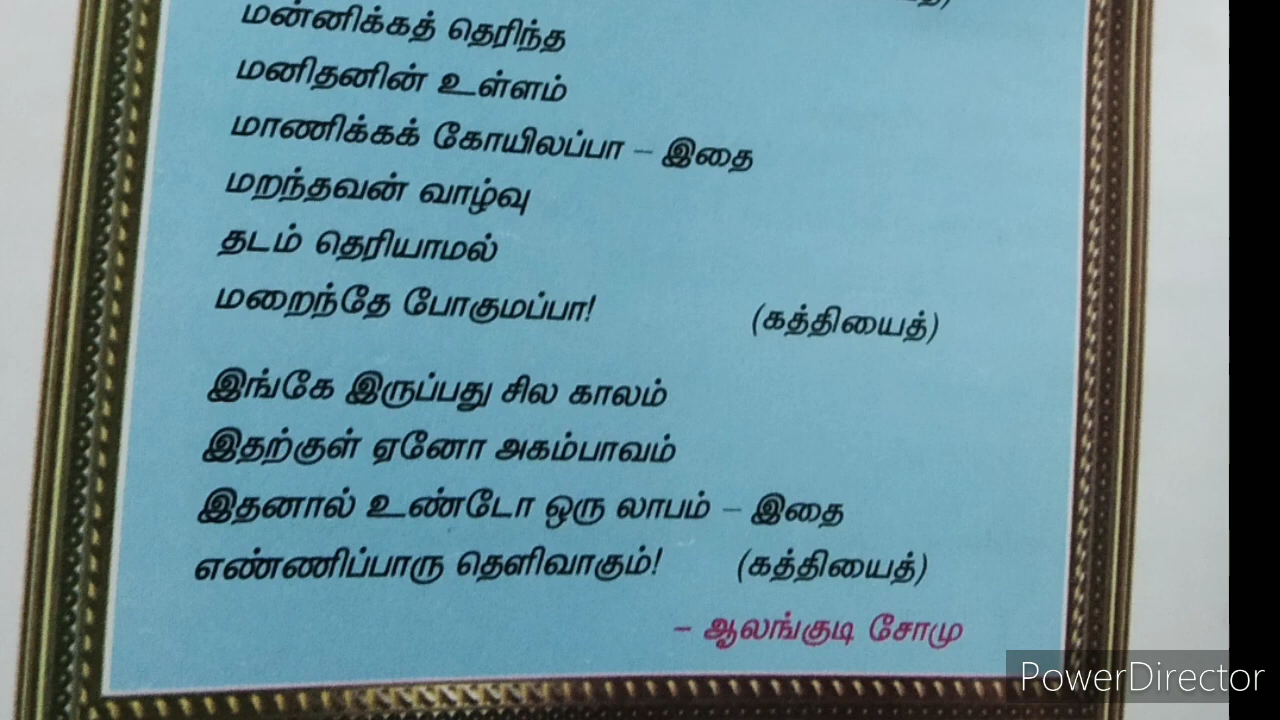 மன்னிக்கத் தெரிந்த
மனிதனின் உள்ளம்
மாணிக்கக் கோயிலப்பா – இதை
மறந்தவன் வாழ்வு
தடம் தெரியாமல்
மறைந்தே போகுமப்பா! (கத்தியைத்)
இங்கே இருப்பது சில காலம்
இதற்குள் ஏனோ அகம்பாவம்
இதனால் உண்டோ ஒரு லாபம் – இதை
எண்ணிப்பாரு தெளிவாகும்! (கத்தியைத்)
– ஆலங்குடி சோமு
PowerDirector